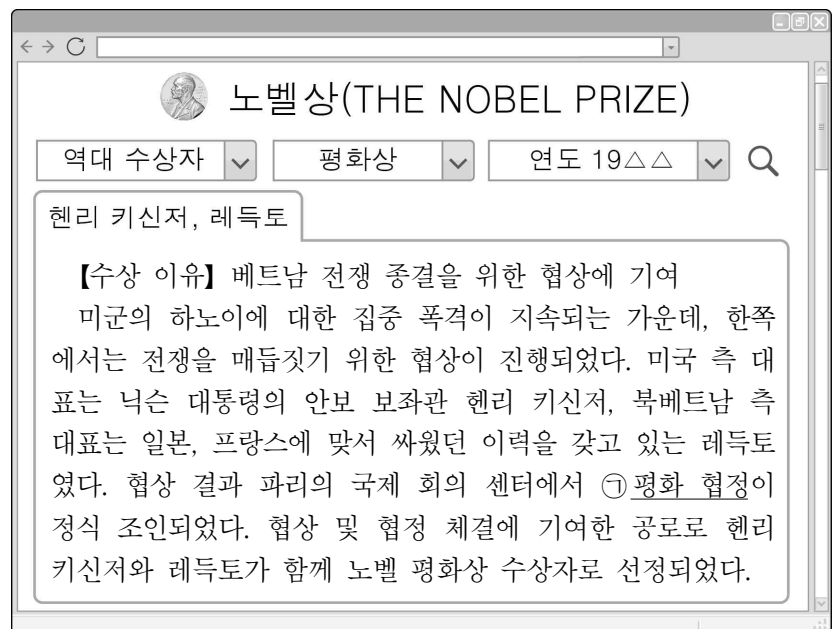 노벨상(THE NOBEL PRIZE)
역대 수상자 평화상 연도 19△△
헨리 키신저, 레득토
【수상 이유】 베트남 전쟁 종결을 위한 협상에 기여
미군의 하노이에 대한 집중 폭격이 지속되는 가운데, 한쪽
에서는 전쟁을 매듭짓기 위한 협상이 진행되었다. 미국 측 대
표는 닉슨 대통령의 안보 보좌관 헨리 키신저, 북베트남 측
대표는 일본, 프랑스에 맞서 싸웠던 이력을 갖고 있는 레득토
였다. 협상 결과 파리의 국제 회의 센터에서 ㉠평화 협정이
정식 조인되었다. 협상 및 협정 체결에 기여한 공로로 헨리
키신저와 레득토가 함께 노벨 평화상 수상자로 선정되었다.